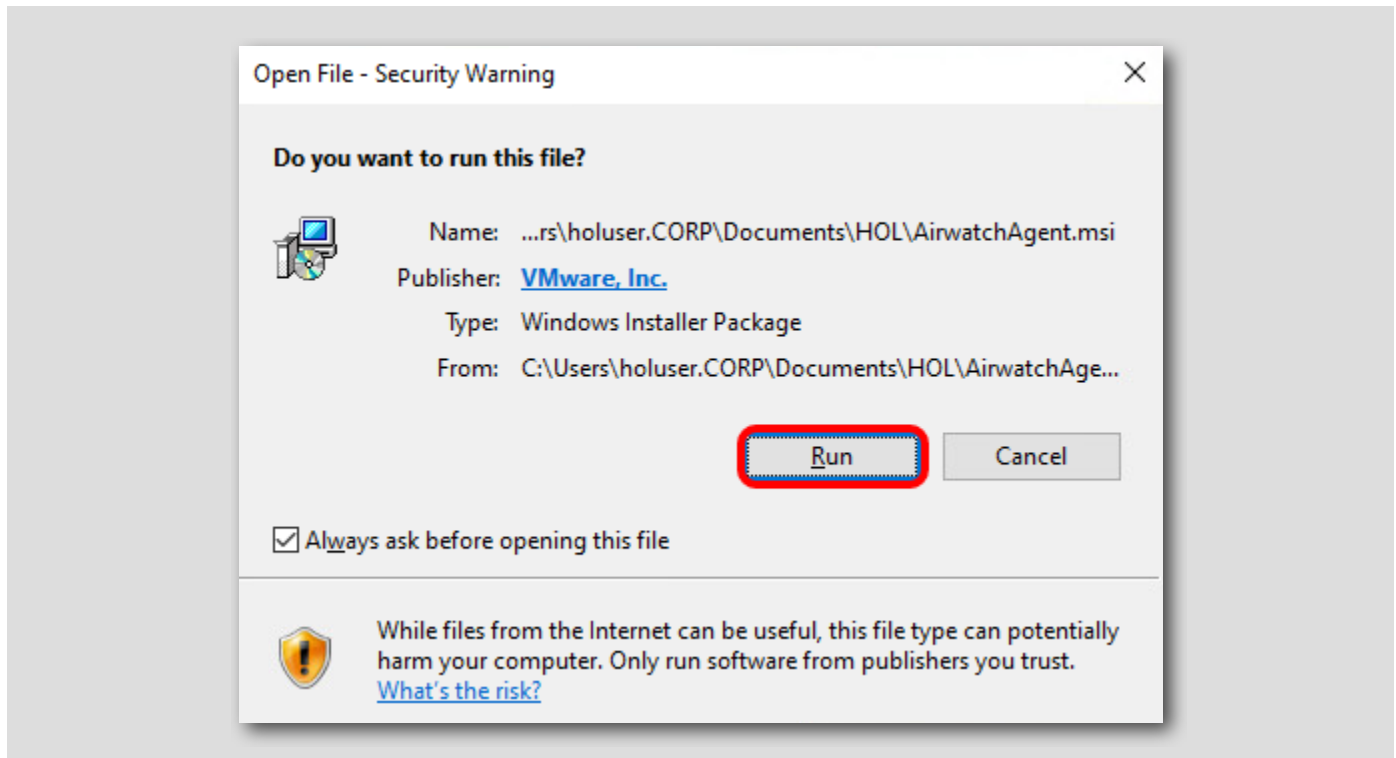 Open File - Security Warning
Do you want to run this file?
Name: ...rs\holuser.CORP\Documents\HOL\AirwatchAgent.msi
Publisher: VMware, Inc.
Type: Windows Installer Package
From: C:\Users\holuser.CORP\Documents\HOL\AirwatchAge...
Run Cancel
Always ask before opening this file
While files from the Internet can be useful, this file type can potentially
harm your computer. Only run software from publishers you trust.
What's the risk?